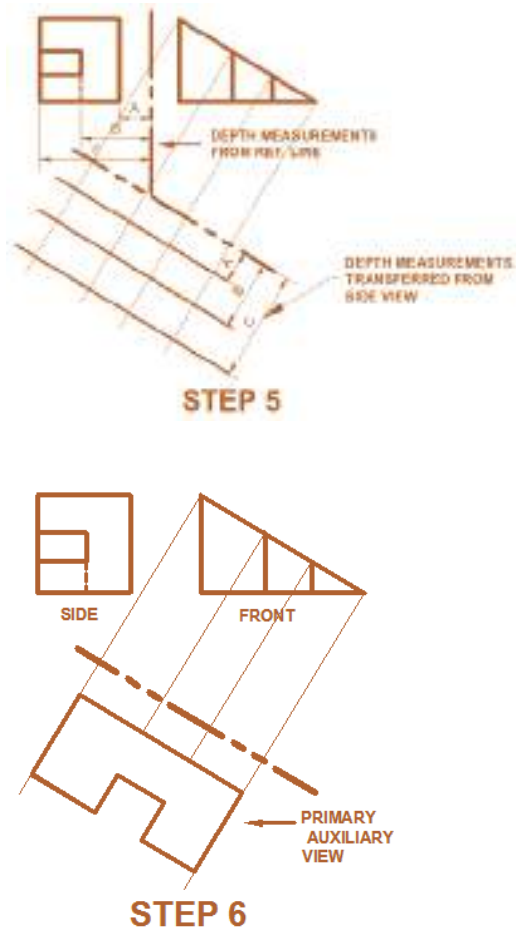 A
B
C
DEPTH MEASUREMENTS
FROM REF. LINE
A
B
C
DEPTH MEASUREMENTS
TRANSFERRED FROM
SIDE VIEW
STEP 5
SIDE
FRONT
PRIMARY
AUXILIARY
VIEW
STEP 6